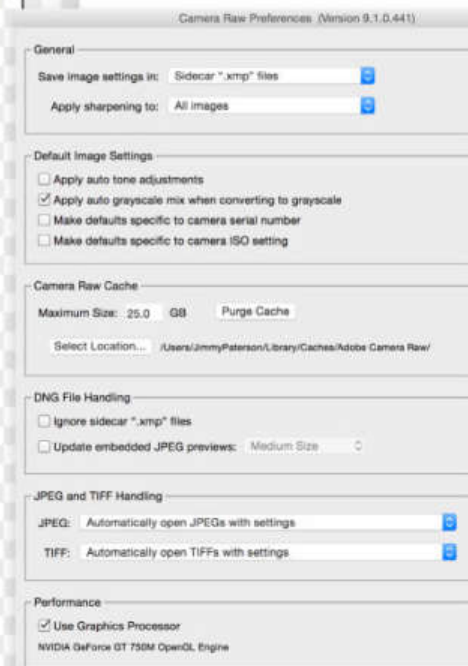 Camera Raw Preferences (Version 9.1.0.441)
General
Save image settings in: Sidecar ".xmp" files
Apply sharpening to: All images
Default Image Settings
Apply auto tone adjustments
Apply auto grayscale mix when converting to grayscale
Make defaults specific to camera serial number
Make defaults specific to camera ISO setting
Camera Raw Cache
Maximum Size: 25.0 GB Purge Cache
Select Location... /Users/JimmyPaterson/Library/Caches/Adobe Camera Raw/
DNG File Handling
Ignore sidecar ".xmp" files
Update embedded JPEG previews: Medium Size
JPEG and TIFF Handling
JPEG: Automatically open JPEGs with settings
TIFF: Automatically open TIFFs with settings
Performance
Use Graphics Processor
NVIDIA GeForce GT 750M OpenGL Engine